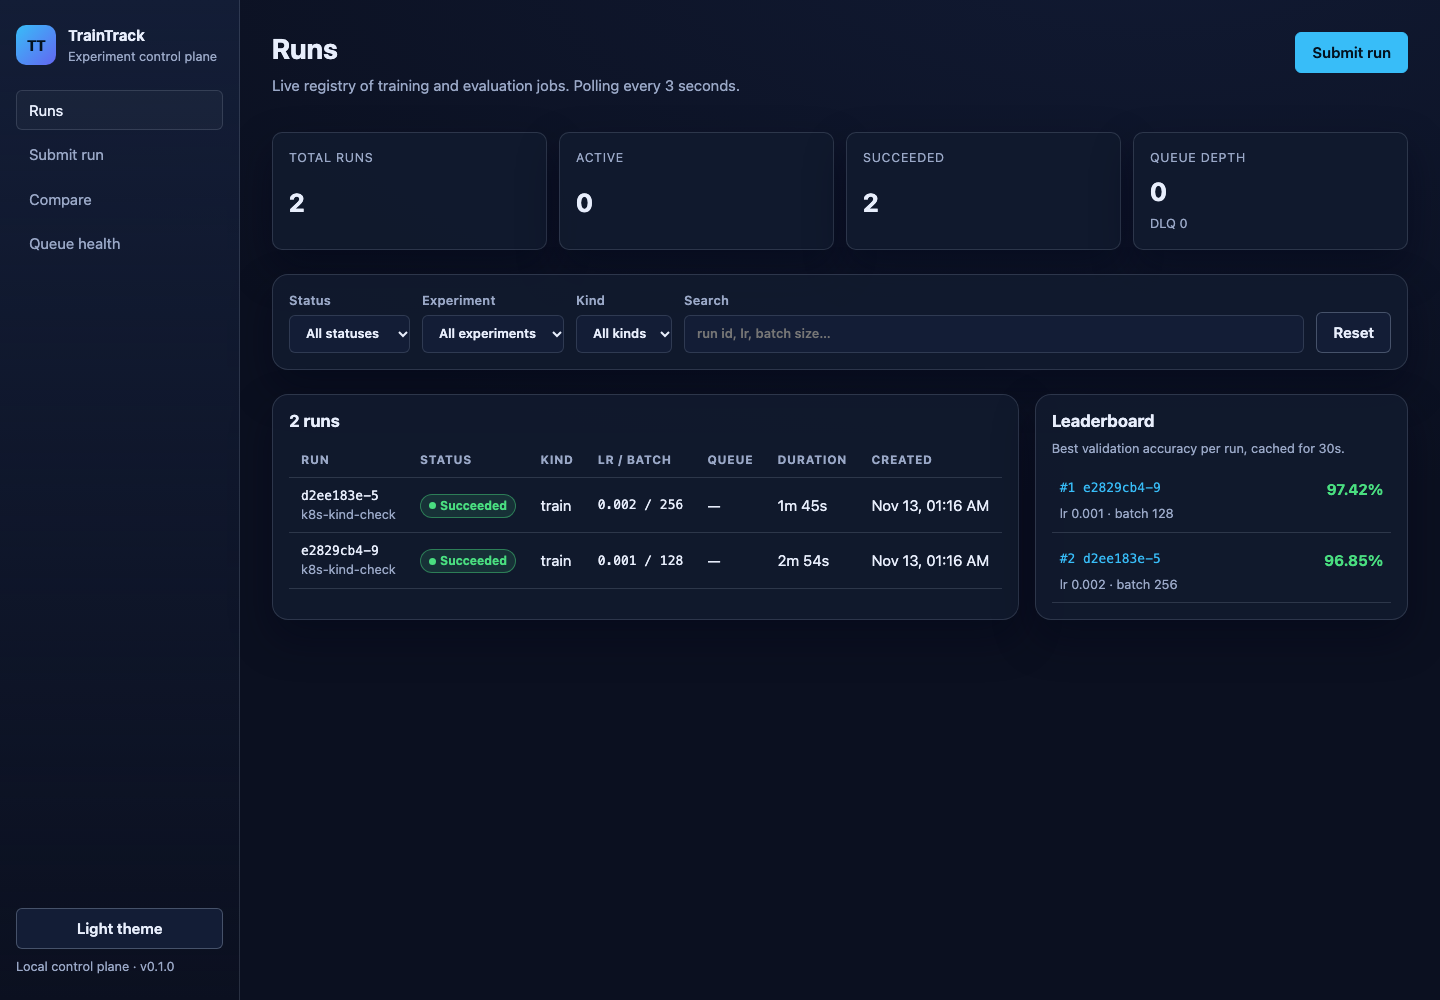 TT
TrainTrack
Experiment control plane
Runs
Submit run
Compare
Queue health
Light theme
Local control plane · v0.1.0
Runs
Live registry of training and evaluation jobs. Polling every 3 seconds.
Submit run
TOTAL RUNS
2
ACTIVE
0
SUCCEEDED
2
QUEUE DEPTH
0
DLQ 0
Status
All statuses
Experiment
All experiments
Kind
All kinds
Search
run id, lr, batch size...
Reset
2 runs
RUN STATUS KIND LR / BATCH QUEUE DURATION CREATED
d2ee183e-5
k8s-kind-check
Succeeded train 0.002 / 256 — 1m 45s Nov 13, 01:16 AM
e2829cb4-9
k8s-kind-check
Succeeded train 0.001 / 128 — 2m 54s Nov 13, 01:16 AM
Leaderboard
Best validation accuracy per run, cached for 30s.
#1 e2829cb4-9 97.42%
lr 0.001 · batch 128
#2 d2ee183e-5 96.85%
lr 0.002 · batch 256